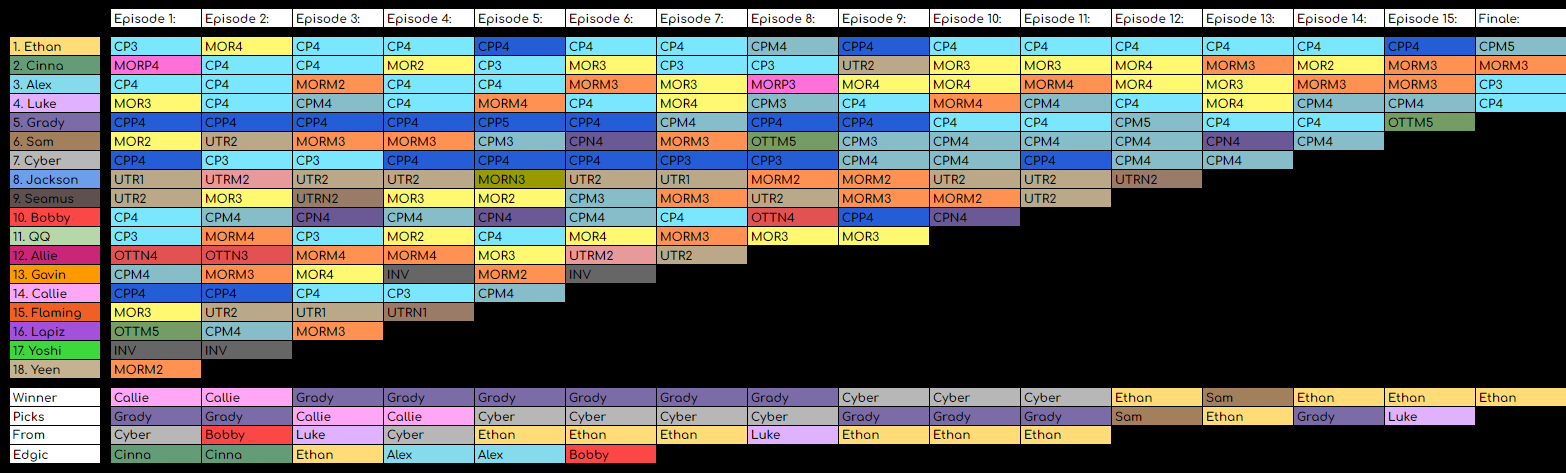 Episode 1: Episode 2: Episode 3: Episode 4: Episode 5: Episode 6: Episode 7: Episode 8: Episode 9: Episode 10: Episode 11: Episode 12: Episode 13: Episode 14: Episode 15: Finale:
1. Ethan CP3 MOR4 CP4 CP4 CPP4 CP4 CP4 CPM4 CPP4 CP4 CP4 CP4 CP4 CP4 CPP4 CPM5
2. Cinna MORP4 CP4 CP4 MOR2 CP3 MOR3 CP3 CP3 UTR2 MOR3 MOR3 MOR4 MORM3 MOR2 MORM3 MORM3
3. Alex CP4 CP4 MORM2 CP4 CP4 MORM3 MOR3 MORP3 MOR4 MOR4 MORM4 MOR4 MOR3 MORM3 MORM3 CP3
4. Luke MOR3 CP4 CPM4 CP4 MORM4 CP4 MOR4 CPM3 CP4 MORM4 CPM4 CP4 MOR4 CPM4 CPM4 CP4
5. Grady CPP4 CPP4 CPP4 CPP4 CPP5 CPP4 CPM4 CPP4 CPP4 CP4 CP4 CPM5 CP4 CP4 OTTM5
6. Sam MOR2 UTR2 MORM3 MORM3 CPM3 CPN4 MORM3 OTTM5 CPM3 CPM4 CPM4 CPM4 CPN4 CPM4
7. Cyber CPP4 CP3 CP3 CPP4 CPP4 CPP4 CPP3 CPP3 CPM4 CPM4 CPP4 CPM4 CPM4
8. Jackson UTR1 UTRM2 UTR2 UTR2 MORN3 UTR2 UTR1 MORM2 MORM2 UTR2 UTR2 UTRN2
9. Seamus UTR2 MOR3 UTRN2 MOR3 MOR2 CPM3 MORM3 UTR2 MORM3 MORM2 UTR2
10. Bobby CP4 CPM4 CPN4 CPM4 CPN4 CPM4 CP4 OTTN4 CPP4 CPN4
11. QQ CP3 MORM4 CP3 MOR2 CP4 MOR4 MORM3 MOR3 MOR3
12. Allie OTTN4 OTTN3 MORM4 MORM4 MOR3 UTRM2 UTR2
13. Gavin CPM4 MORM3 MOR4 INV MORM2 INV
14. Callie CPP4 CPP4 CP4 CP3 CPM4
15. Flaming MOR3 UTR2 UTR1 UTRN1
16. Lapiz OTTM5 CPM4 MORM3
17. Yoshi INV INV
18. Yeen MORM2
Winner Callie Callie Grady Grady Grady Grady Grady Grady Cyber Cyber Cyber Ethan Sam Ethan Ethan Ethan
Picks Grady Grady Callie Callie Cyber Cyber Cyber Cyber Grady Grady Grady Sam Ethan Grady Luke
From Cyber Bobby Luke Cyber Ethan Ethan Ethan Luke Ethan Ethan Ethan
Edgic Cinna Cinna Ethan Alex Alex Bobby